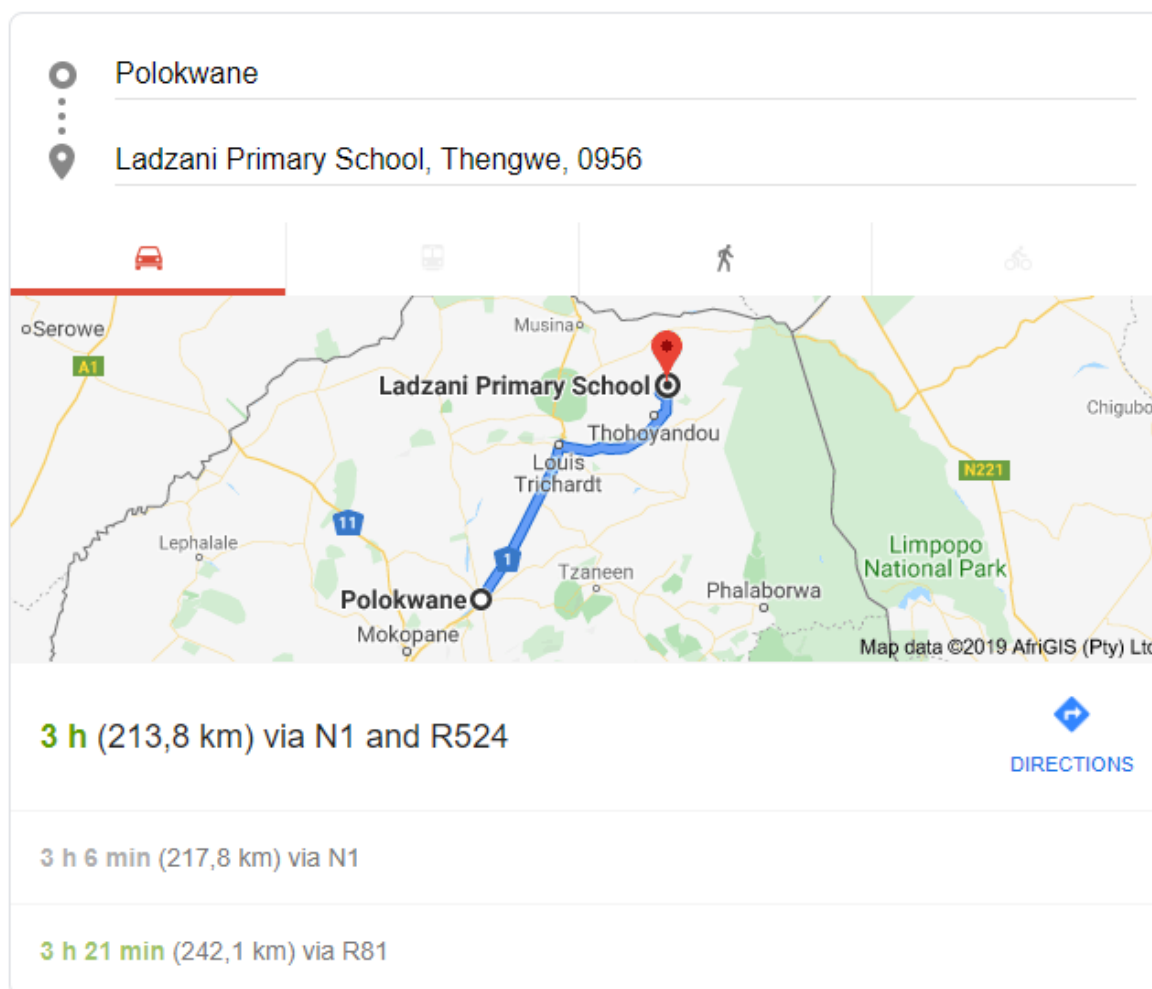 Polokwane
Ladzani Primary School, Thengwe, 0956
Serowe
A1
Musina
Ladzani Primary School
Chigubo
Thohoyandou
Louis
Trichardt
N221
11
Lephalale
1
Limpopo
National Park
Tzaneen
Phalaborwa
Polokwane
Mokopane
Map data ©2019 AfriGIS (Pty) Ltd
3 h (213,8 km) via N1 and R524
DIRECTIONS
3 h 6 min (217,8 km) via N1
3 h 21 min (242,1 km) via R81